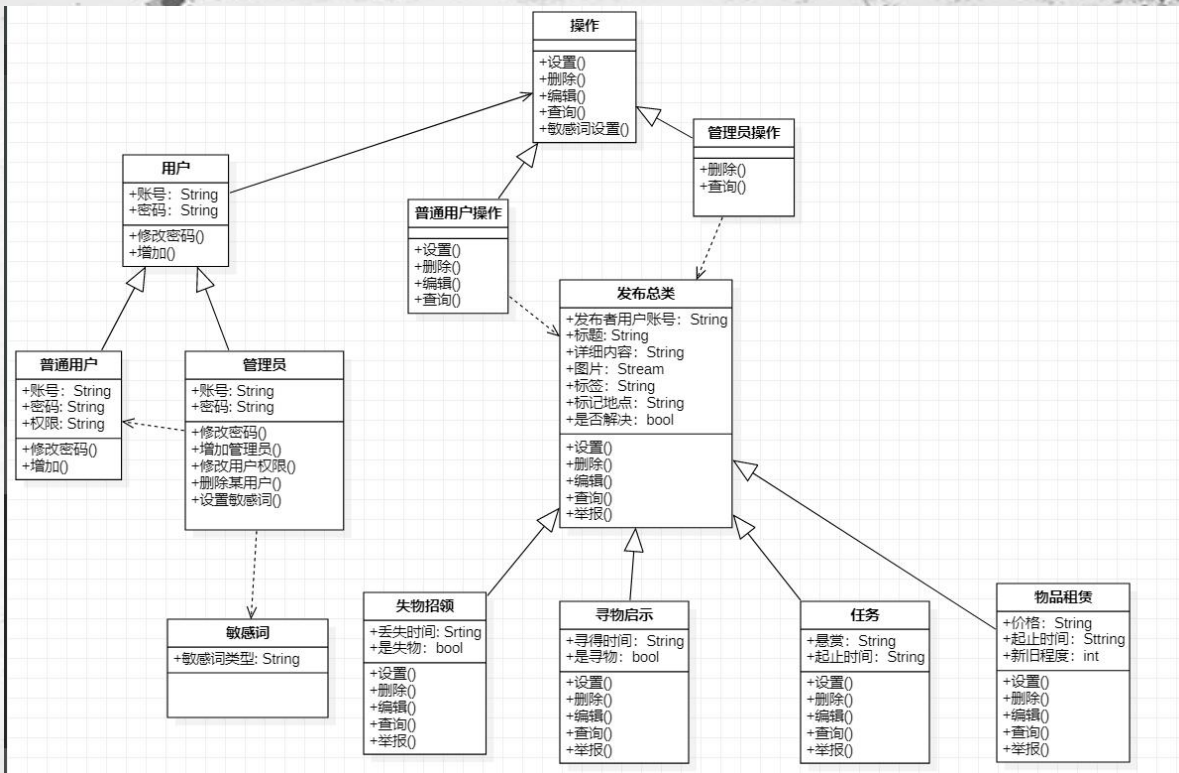 操作
+设置()
+删除()
+编辑()
+查询()
+敏感词设置()
管理员操作
+删除()
+查询()
用户
+账号：String
+密码：String
+修改密码()
+增加()
普通用户操作
+设置()
+删除()
+编辑()
+查询()
发布总类
+发布者用户账号：String
+标题: String
+详细内容：String
+图片：Stream
+标签：String
+标记地点：String
+是否解决：bool
+设置()
+删除()
+编辑()
+查询()
+举报()
普通用户
+账号：String
+密码: String
+权限: String
+修改密码()
+增加()
管理员
+账号: String
+密码: String
+修改密码()
+增加管理员()
+修改用户权限()
+删除某用户()
+设置敏感词()
敏感词
+敏感词类型: String
失物招领
+丢失时间: Srting
+是失物：bool
+设置()
+删除()
+编辑()
+查询()
+举报()
寻物启示
+寻得时间：String
+是寻物：bool
+设置()
+删除()
+编辑()
+查询()
+举报()
任务
+悬赏：String
+起止时间：String
+设置()
+删除()
+编辑()
+查询()
+举报()
物品租赁
+价格：String
+起止时间：Sttring
+新旧程度：int
+设置()
+删除()
+编辑()
+查询()
+举报()